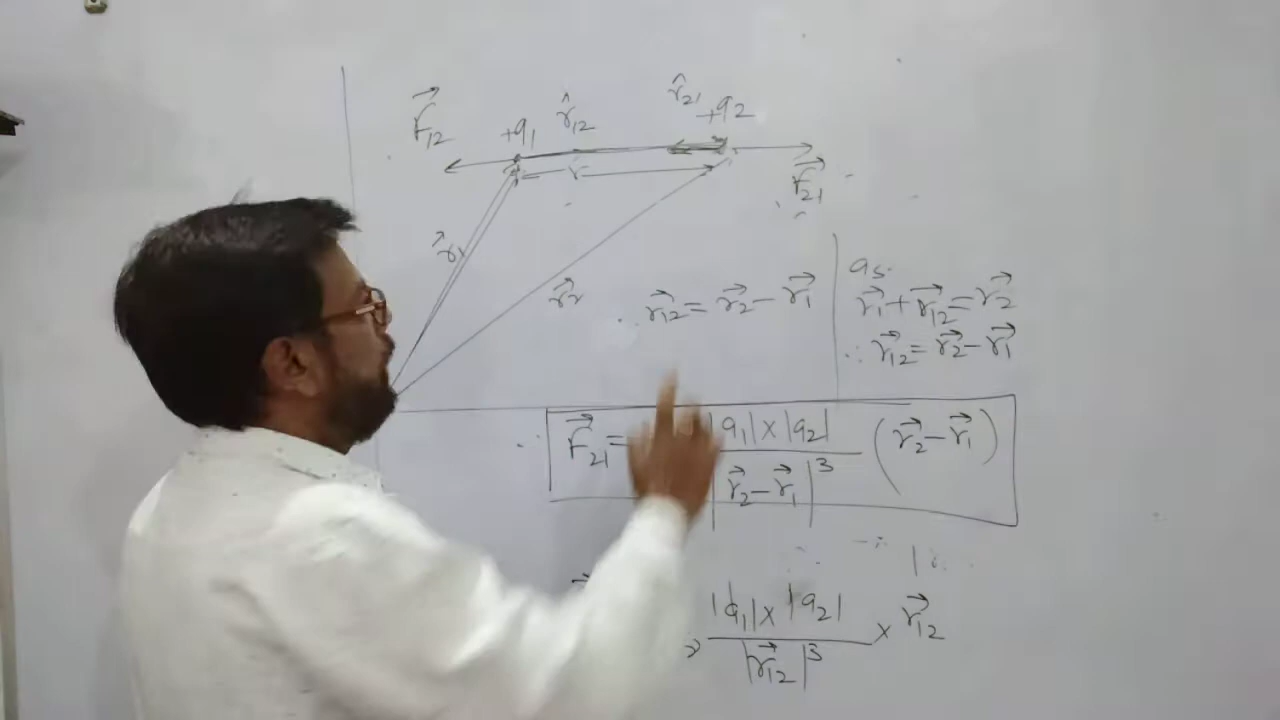 r̂₂₁
F⃗₁₂ +q₁ r̂₁₂ +q₂
r
F⃗₂₁
r̂₁
r⃗₂
∴ r⃗₁₂ = r⃗₂ − r⃗₁
as.
r⃗₁ + r⃗₁₂ = r⃗₂
∴ r⃗₁₂ = r⃗₂ − r⃗₁
∴ F⃗₂₁ = |q₁| × |q₂| / |r⃗₂ − r⃗₁|³ (r⃗₂ − r⃗₁)
|q₁| × |q₂| / |r⃗₁₂|³ × r⃗₁₂